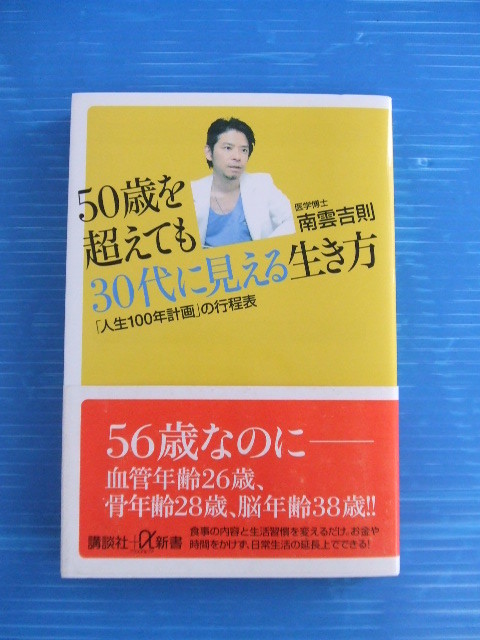 50歳を
超えても
30代に見える生き方
「人生100年計画」の行程表
医学博士
南雲吉則
56歳なのに──
血管年齢26歳、
骨年齢28歳、脳年齢38歳!!
講談社+α新書
食事の内容と生活習慣を変えるだけ、お金や
時間をかけず、日常生活の延長上でできる!